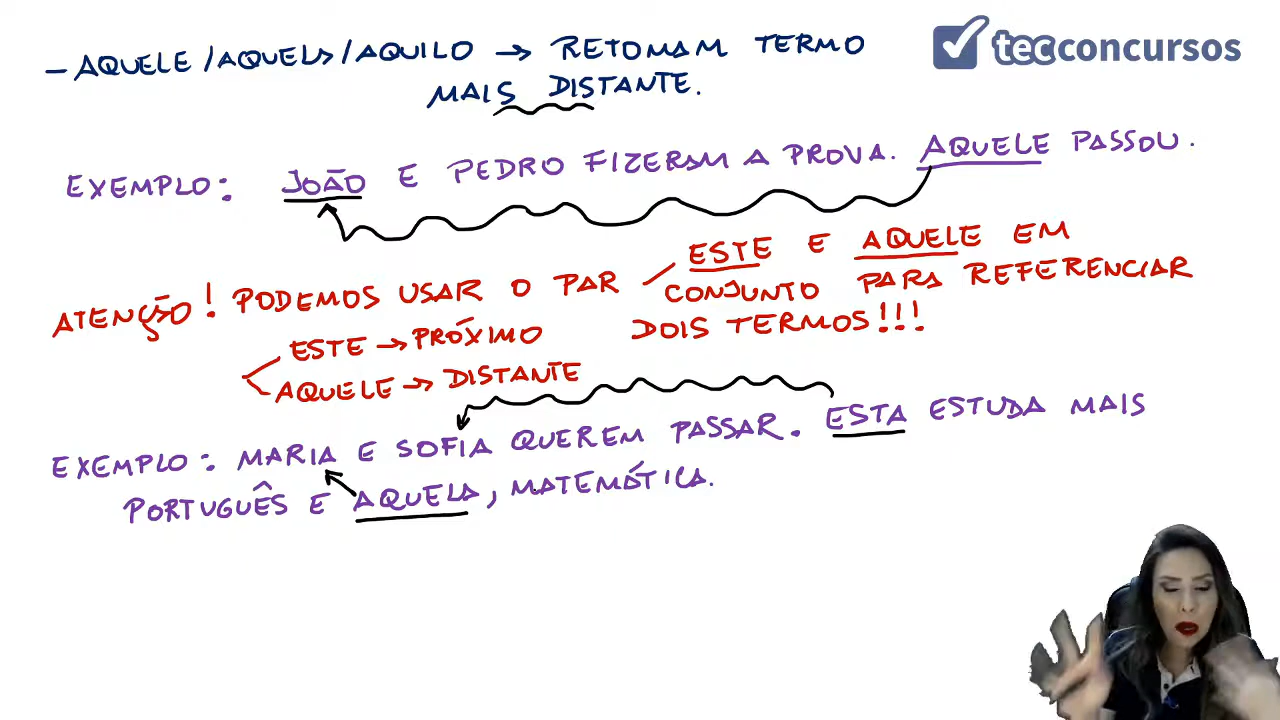 tecconcursos
- AQUELE / AQUELA / AQUILO → RETOMAM TERMO
MAIS DISTANTE.
EXEMPLO: JOÃO E PEDRO FIZERAM A PROVA. AQUELE PASSOU.
ATENÇÃO! PODEMOS USAR O PAR ESTE E AQUELE EM
CONJUNTO PARA REFERENCIAR
DOIS TERMOS!!!
ESTE → PRÓXIMO
AQUELE → DISTANTE
EXEMPLO: MARIA E SOFIA QUEREM PASSAR. ESTA ESTUDA MAIS
PORTUGUÊS E AQUELA, MATEMÁTICA.